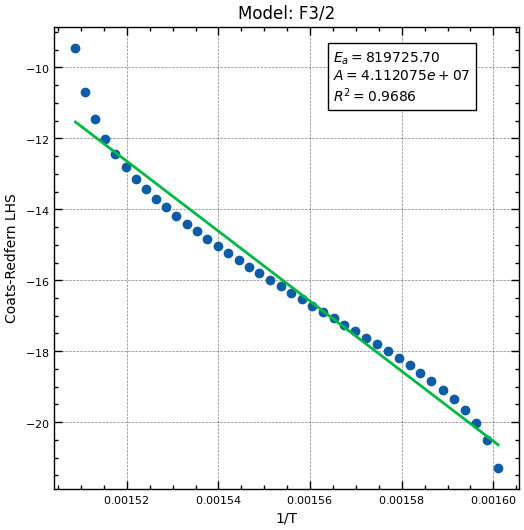 Model: F3/2
E_a = 819725.70
A = 4.112075e + 07
R^2 = 0.9686
−10
−12
−14
−16
−18
−20
Coats-Redfern LHS
0.00152 0.00154 0.00156 0.00158 0.00160
1/T